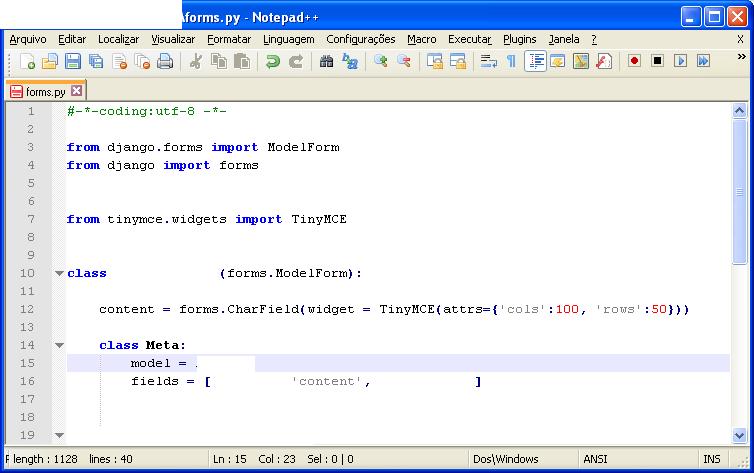 \forms.py - Notepad++
Arquivo Editar Localizar Visualizar Formatar Linguagem Configurações Macro Executar Plugins Janela ? X
forms.py
1 #-*-coding:utf-8 -*-
2
3 from django.forms import ModelForm
4 from django import forms
5
6
7 from tinymce.widgets import TinyMCE
8
9
10 class (forms.ModelForm):
11
12 content = forms.CharField(widget = TinyMCE(attrs={'cols':100, 'rows':50}))
13
14 class Meta:
15 model =
16 fields = [ 'content', ]
17
18
19
length : 1128 lines : 40 Ln : 15 Col : 23 Sel : 0 | 0 Dos\Windows ANSI INS